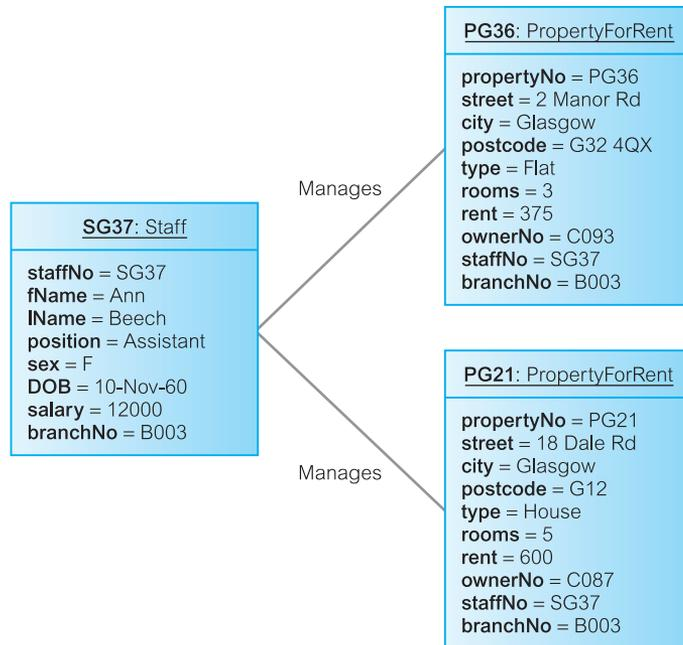 SG37: Staff
staffNo = SG37
fName = Ann
lName = Beech
position = Assistant
sex = F
DOB = 10-Nov-60
salary = 12000
branchNo = B003
Manages
Manages
PG36: PropertyForRent
propertyNo = PG36
street = 2 Manor Rd
city = Glasgow
postcode = G32 4QX
type = Flat
rooms = 3
rent = 375
ownerNo = C093
staffNo = SG37
branchNo = B003
PG21: PropertyForRent
propertyNo = PG21
street = 18 Dale Rd
city = Glasgow
postcode = G12
type = House
rooms = 5
rent = 600
ownerNo = C087
staffNo = SG37
branchNo = B003